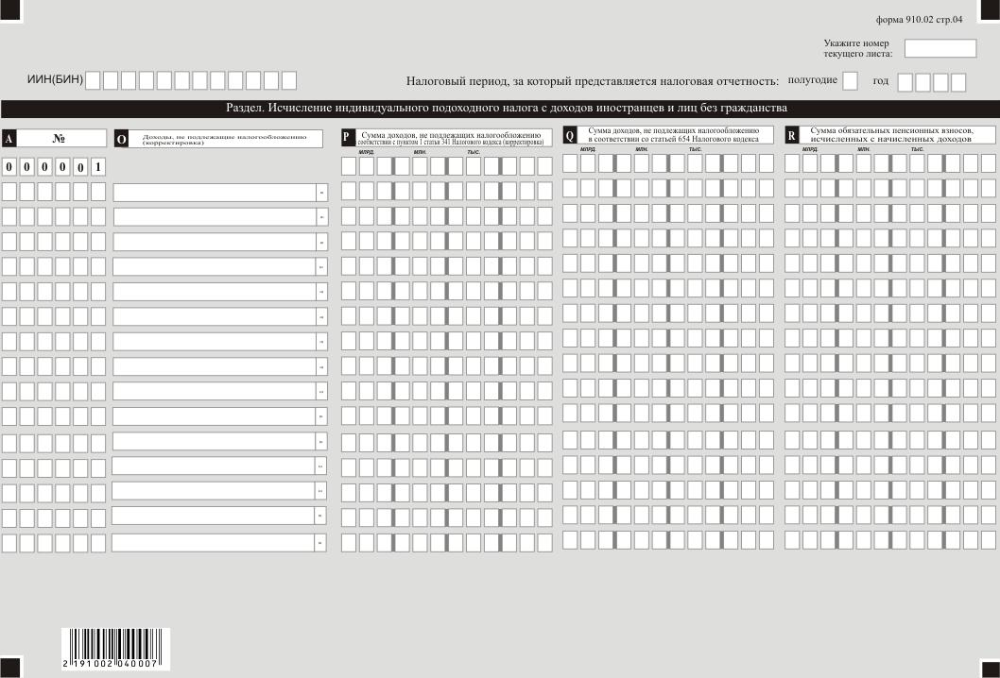 форма 910.02 стр.04
Укажите номер
текущего листа:
ИИН(БИН)
Налоговый период, за который представляется налоговая отчетность: полугодие год
Раздел. Исчисление индивидуального подоходного налога с доходов иностранцев и лиц без гражданства
A №
O Доходы, не подлежащие налогообложению
(корректировка)
P Сумма доходов, не подлежащих налогообложению
соответствии с пунктом 1 статьи 341 Налогового кодекса (корректировка)
Q Сумма доходов, не подлежащих налогообложению
в соответствии со статьей 654 Налогового кодекса
R Сумма обязательных пенсионных взносов,
исчисленных с начисленных доходов
МЛРД. МЛН. ТЫС.
МЛРД. МЛН. ТЫС.
МЛРД. МЛН. ТЫС.
0 0 0 0 0 1
2 191002 040007